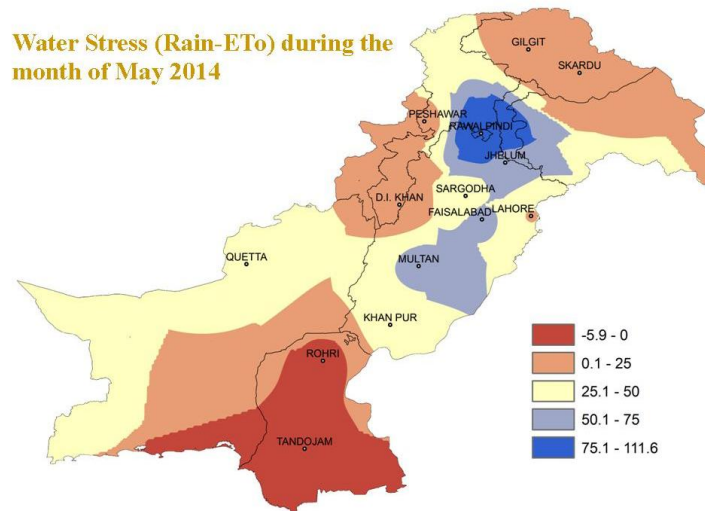 Water Stress (Rain-ETo) during the
month of May 2014
GILGIT
SKARDU
PESHAWAR
RAWALPINDI
JHELUM
SARGODHA
D.I. KHAN
FAISALABAD
LAHORE
QUETTA
MULTAN
KHAN PUR
ROHRI
TANDOJAM
-5.9 - 0
0.1 - 25
25.1 - 50
50.1 - 75
75.1 - 111.6